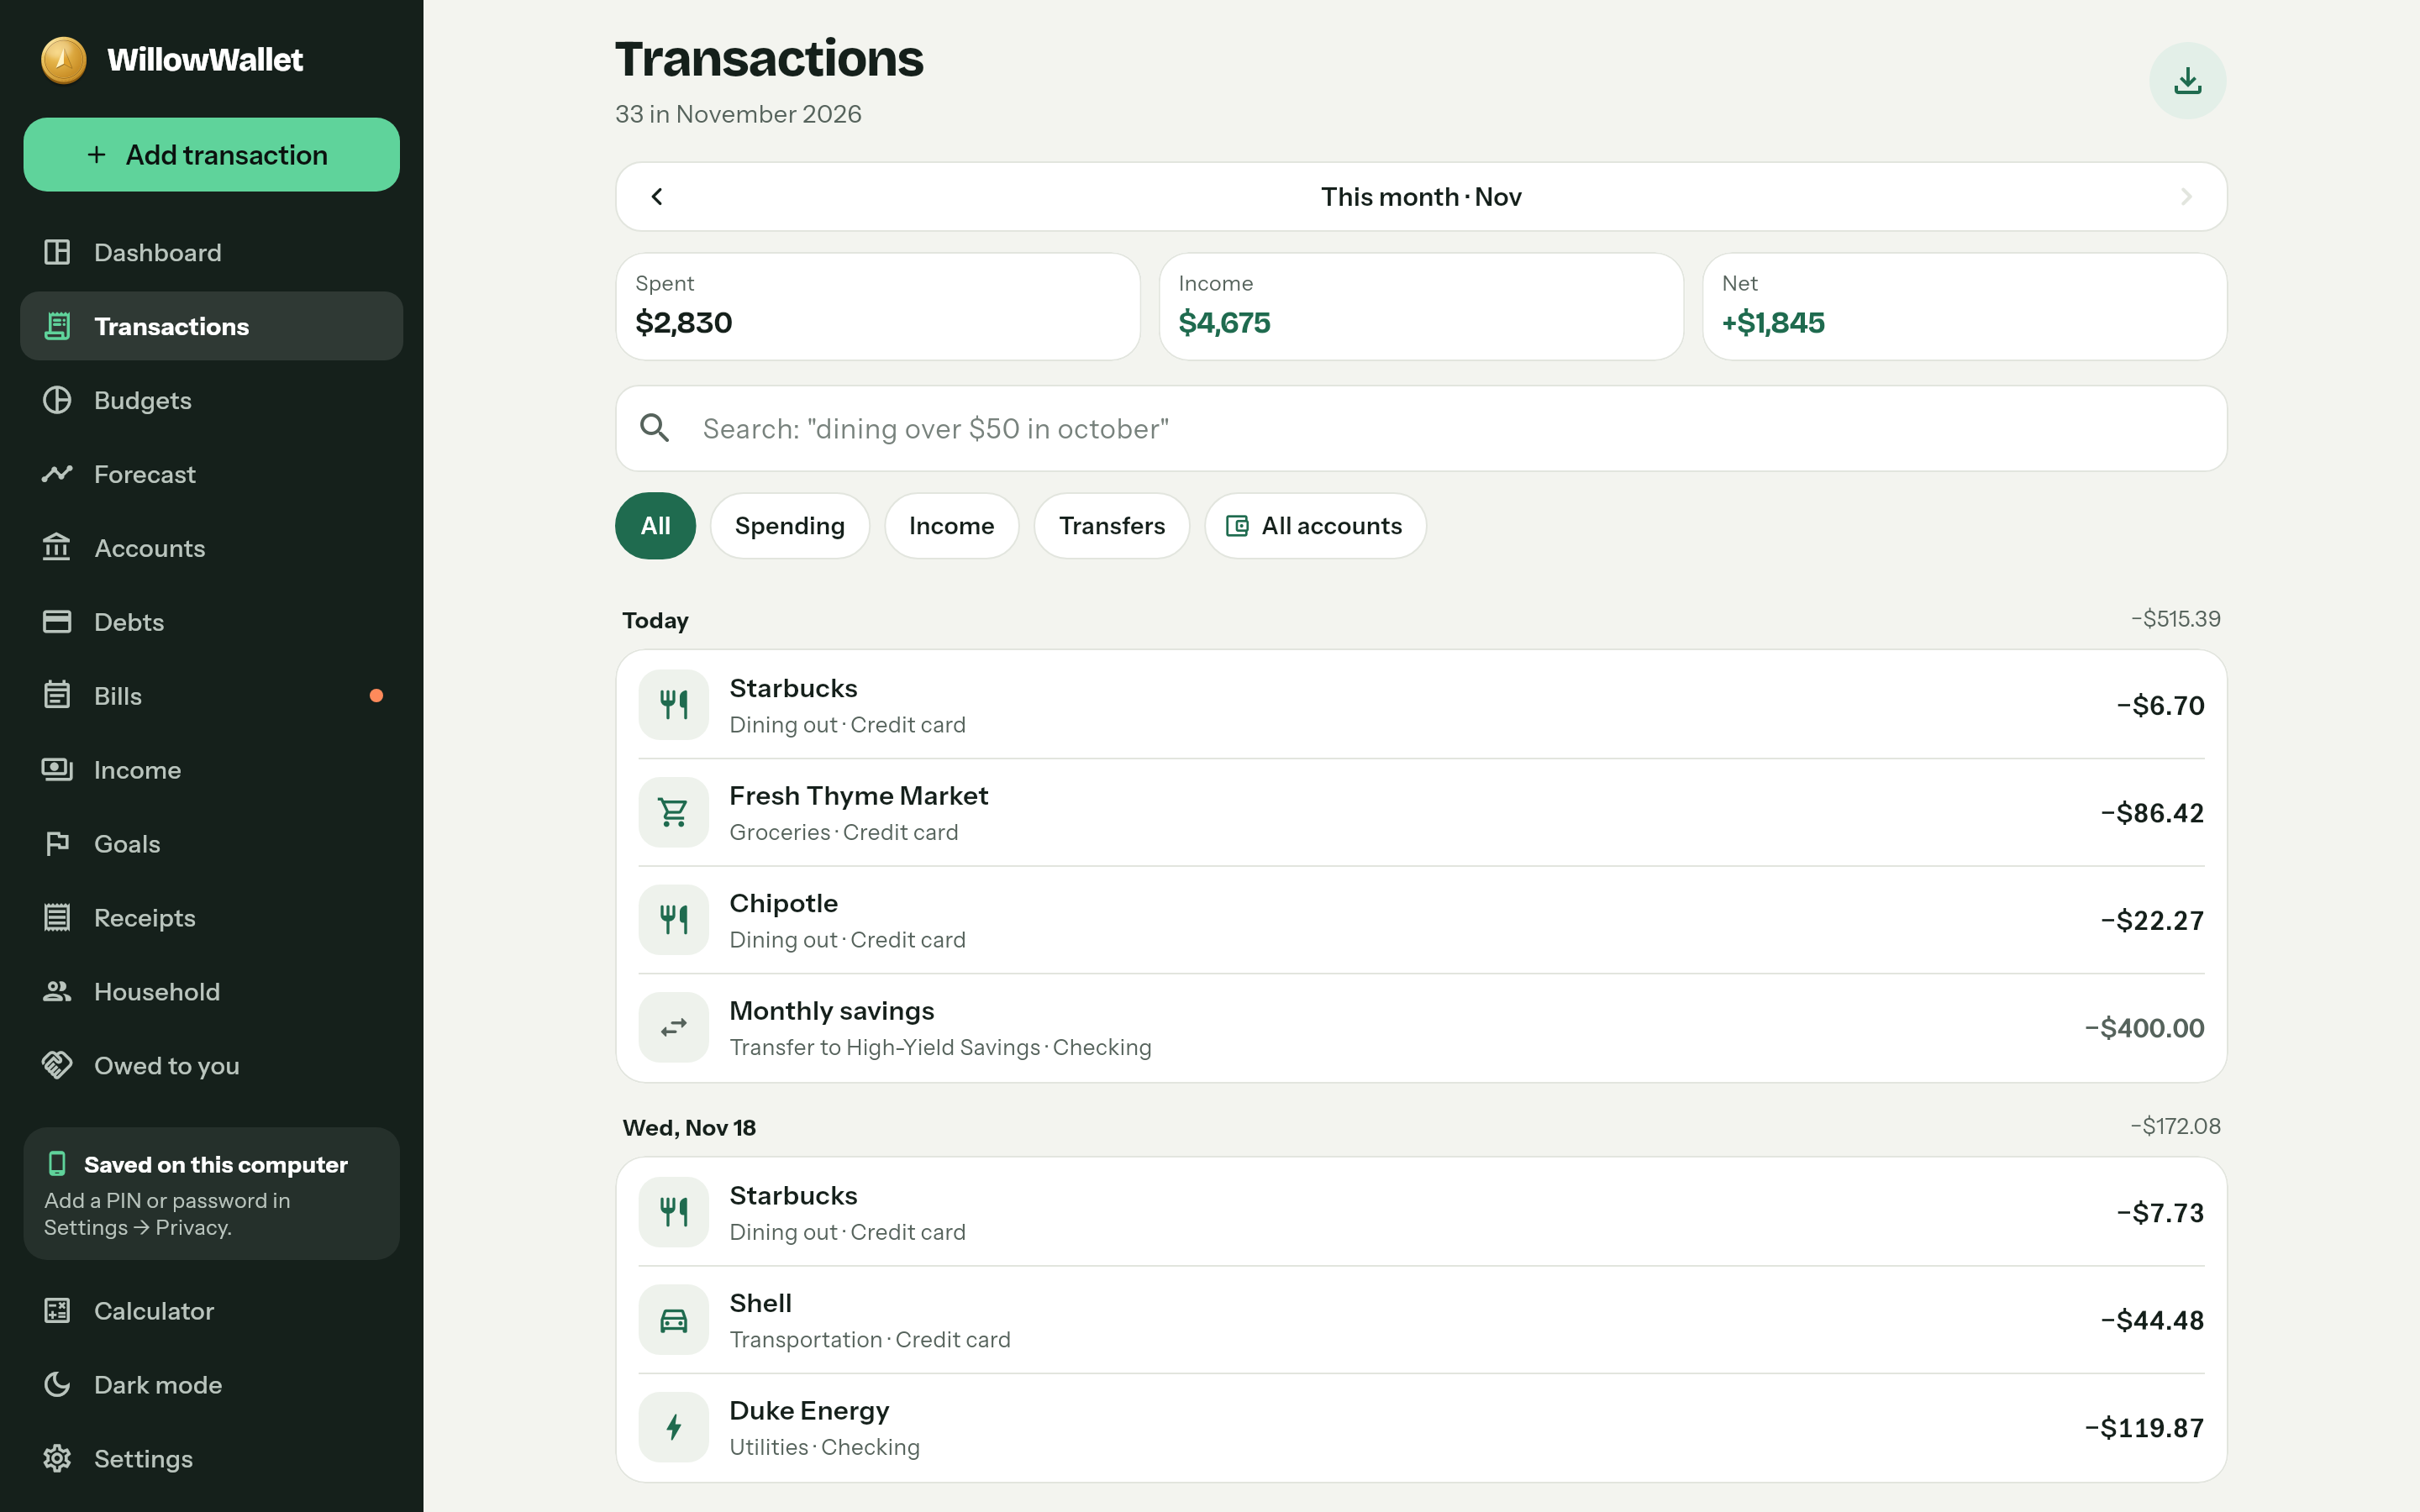 WillowWallet
+ Add transaction
Dashboard
Transactions
Budgets
Forecast
Accounts
Debts
Bills
Income
Goals
Receipts
Household
Owed to you
Saved on this computer
Add a PIN or password in
Settings → Privacy.
Calculator
Dark mode
Settings
Transactions
33 in November 2026
This month · Nov
Spent
$2,830
Income
$4,675
Net
+$1,845
Search: "dining over $50 in october"
All
Spending
Income
Transfers
All accounts
Today
−$515.39
Starbucks
Dining out · Credit card
−$6.70
Fresh Thyme Market
Groceries · Credit card
−$86.42
Chipotle
Dining out · Credit card
−$22.27
Monthly savings
Transfer to High-Yield Savings · Checking
−$400.00
Wed, Nov 18
−$172.08
Starbucks
Dining out · Credit card
−$7.73
Shell
Transportation · Credit card
−$44.48
Duke Energy
Utilities · Checking
−$119.87